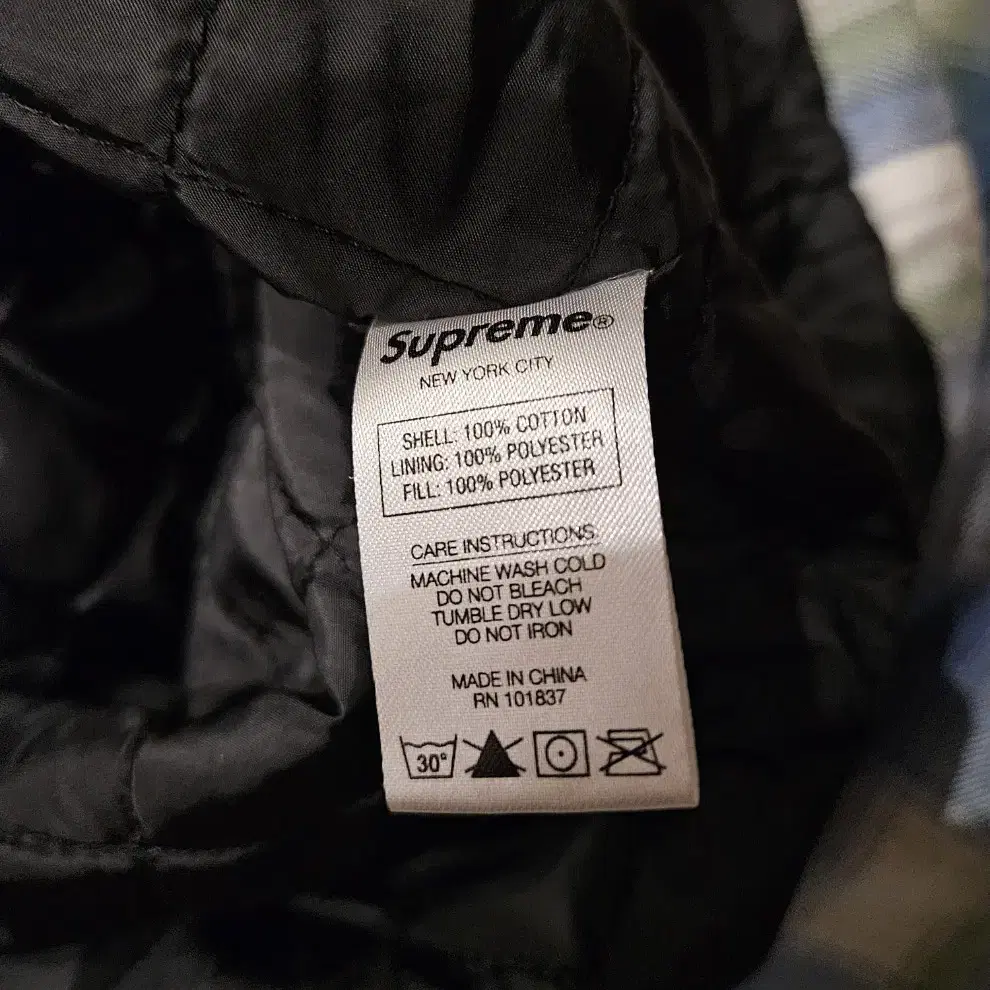 Supreme®
NEW YORK CITY
SHELL: 100% COTTON
LINING: 100% POLYESTER
FILL: 100% POLYESTER
CARE INSTRUCTIONS:
MACHINE WASH COLD
DO NOT BLEACH
TUMBLE DRY LOW
DO NOT IRON
MADE IN CHINA
RN 101837
30°